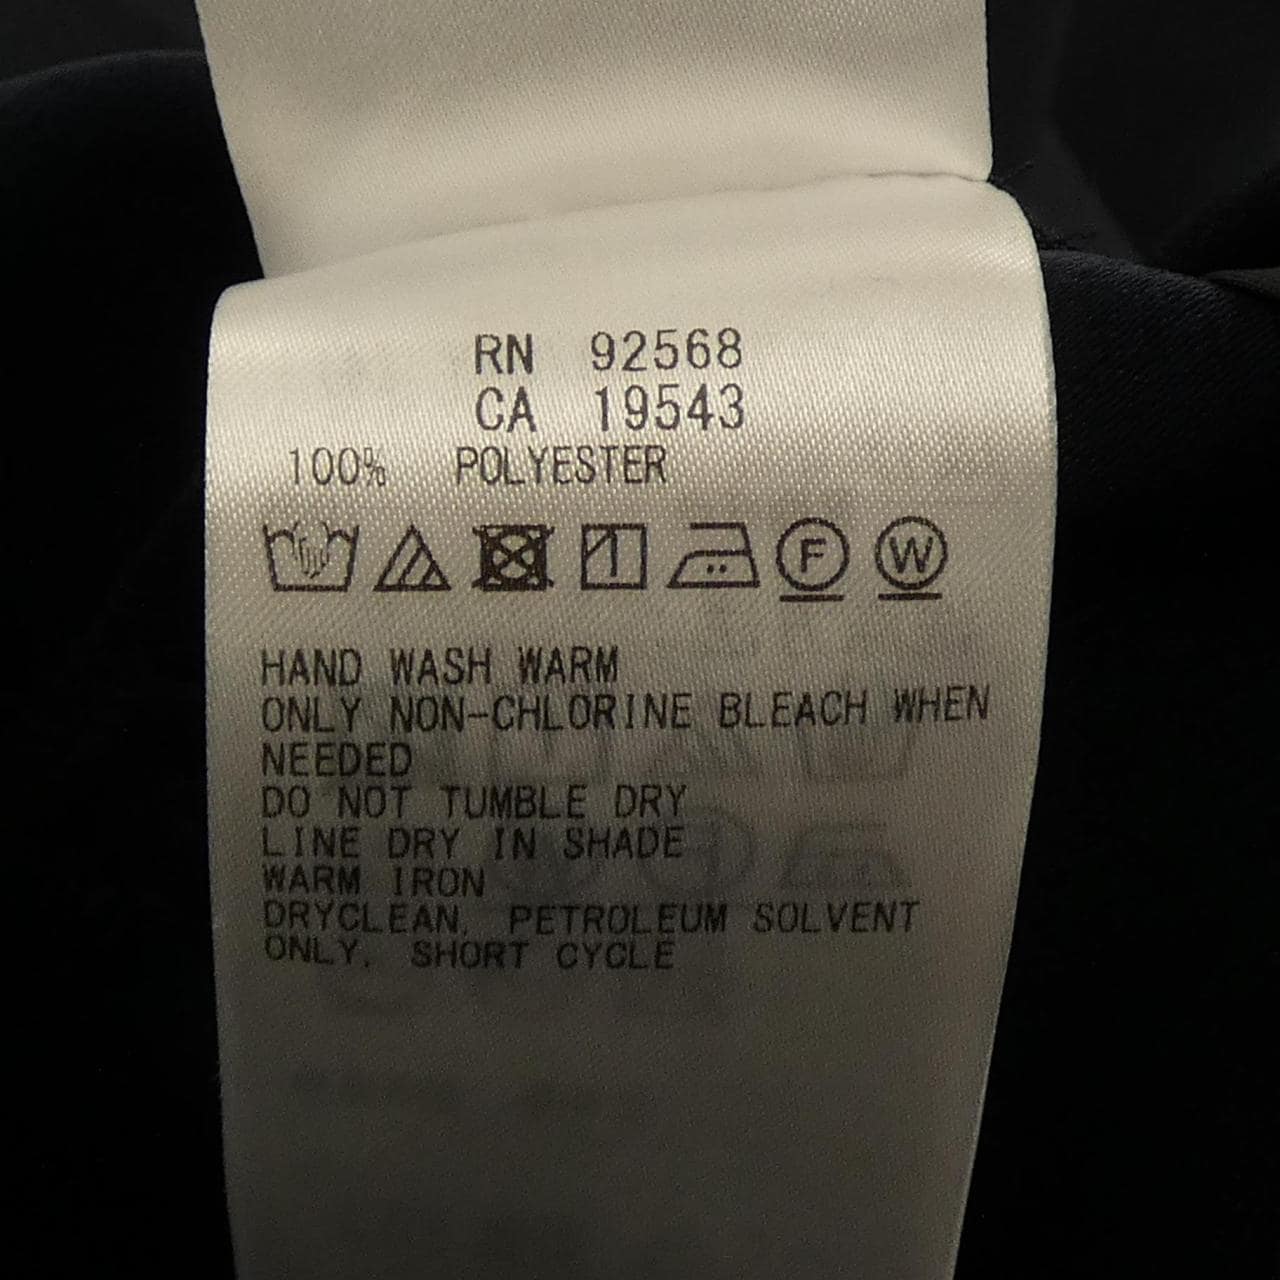 RN 92568
CA 19543
100% POLYESTER
F W
HAND WASH WARM
ONLY NON-CHLORINE BLEACH WHEN
NEEDED
DO NOT TUMBLE DRY
LINE DRY IN SHADE
WARM IRON
DRYCLEAN, PETROLEUM SOLVENT
ONLY, SHORT CYCLE